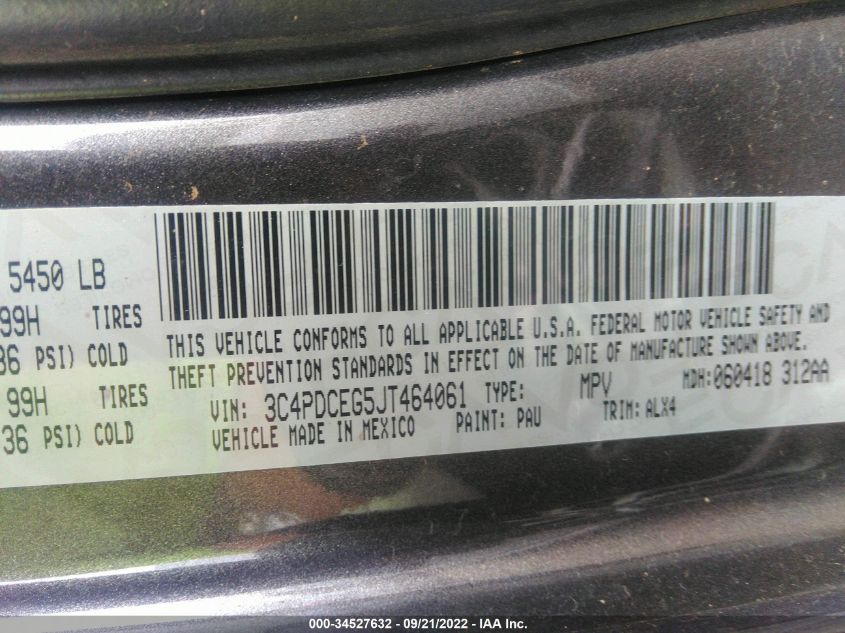 5450 LB
99H TIRES
36 PSI) COLD
99H TIRES
36 PSI) COLD
THIS VEHICLE CONFORMS TO ALL APPLICABLE U.S.A. FEDERAL MOTOR VEHICLE SAFETY AND
THEFT PREVENTION STANDARDS IN EFFECT ON THE DATE OF MANUFACTURE SHOWN ABOVE.
VIN: 3C4PDCEG5JT464061 TYPE: MPV MDH:060418 312AA
VEHICLE MADE IN MEXICO PAINT: PAU TRIM: ALX4
000-34527632 - 09/21/2022 - IAA Inc.